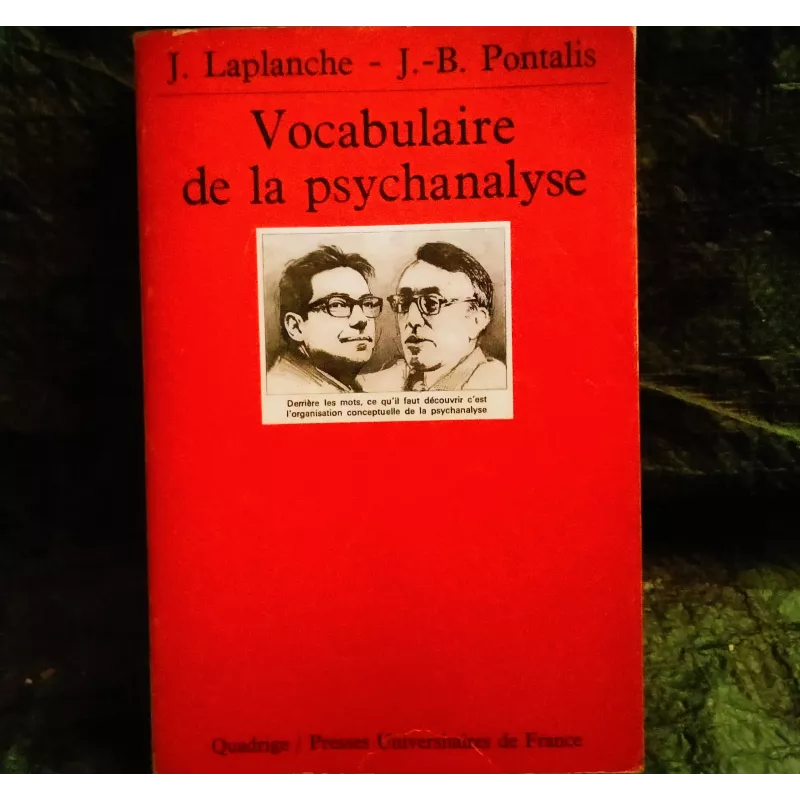 J. Laplanche - J.-B. Pontalis
Vocabulaire
de la psychanalyse
Derrière les mots, ce qu'il faut découvrir c'est
l'organisation conceptuelle de la psychanalyse
Quadrige / Presses Universitaires de France